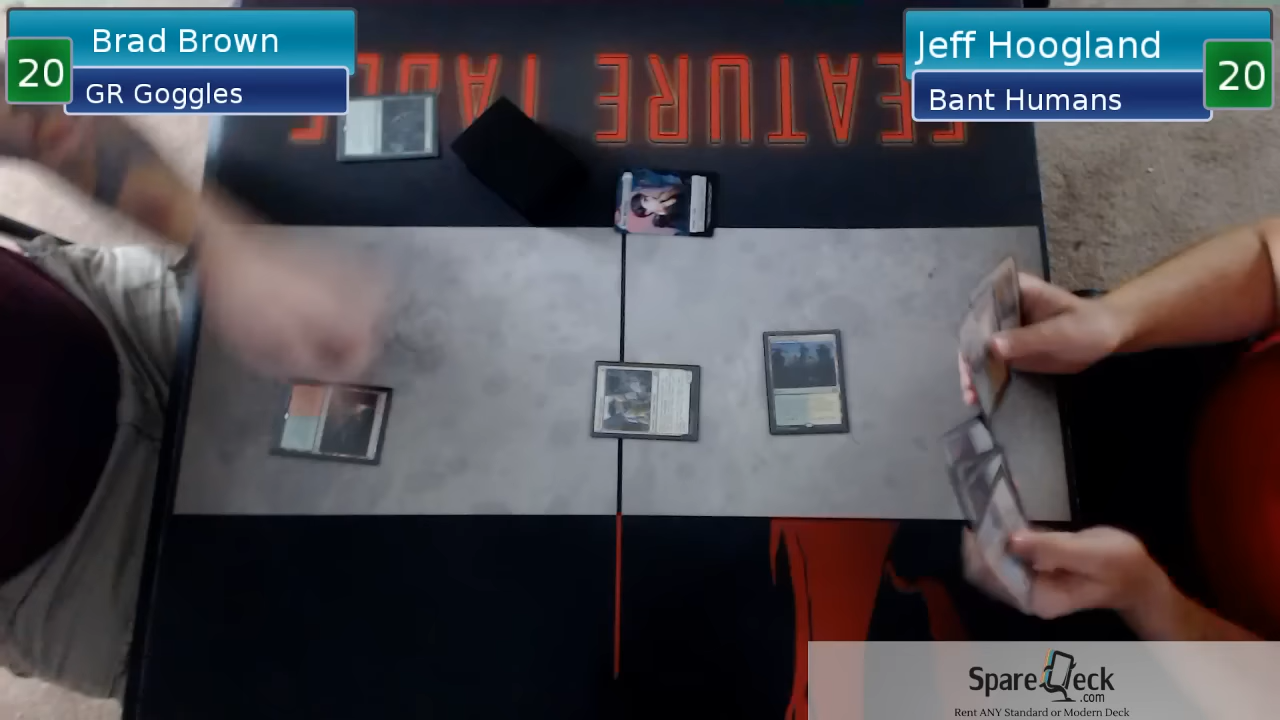 Brad Brown
20
GR Goggles
Jeff Hoogland
20
Bant Humans
FEATURE TABLE
SpareDeck
.com
Rent ANY Standard or Modern Deck